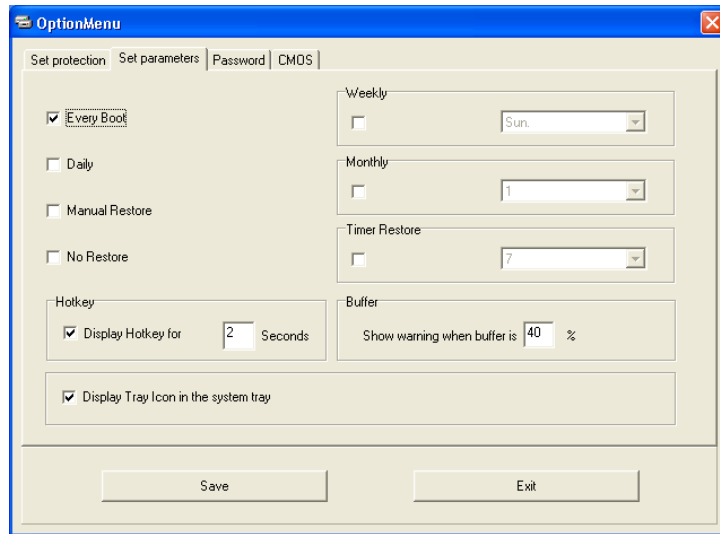 OptionMenu
Set protection Set parameters Password CMOS
Every Boot
Daily
Manual Restore
No Restore
Weekly
Sun.
Monthly
1
Timer Restore
7
Hotkey
Display Hotkey for 2 Seconds
Buffer
Show warning when buffer is 40 %
Display Tray Icon in the system tray
Save Exit